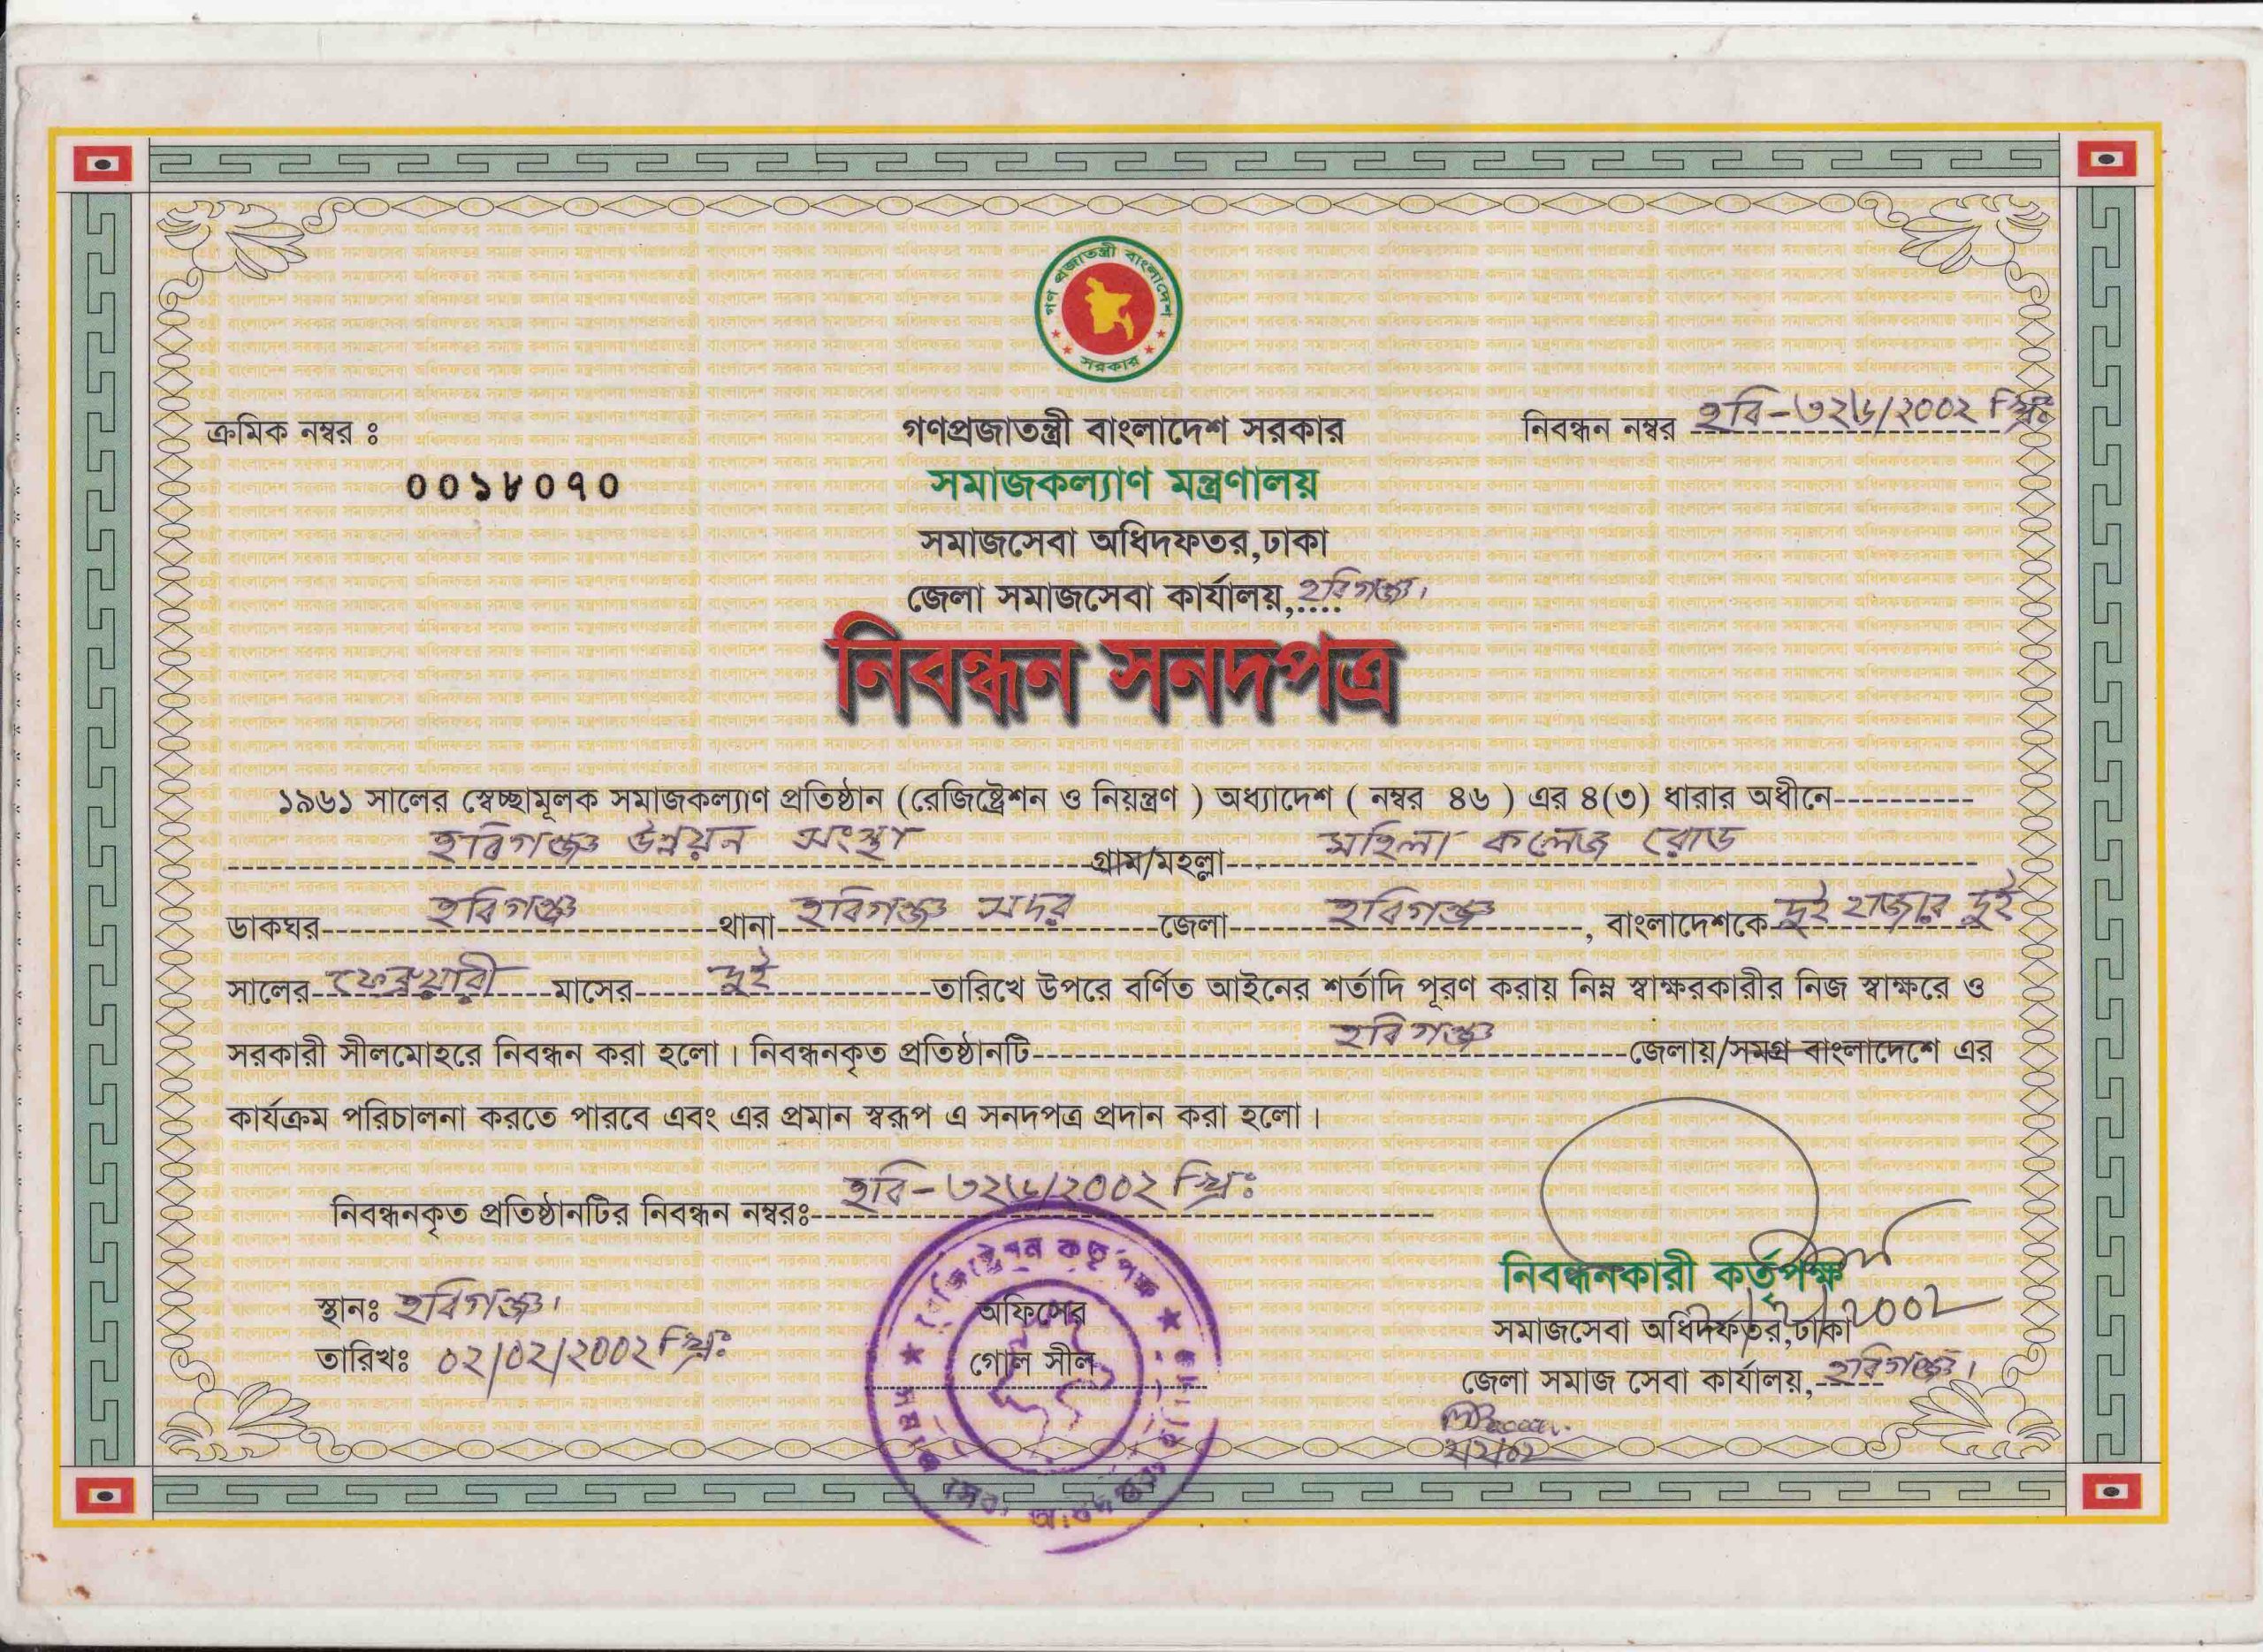 গণ প্রজাতন্ত্রী বাংলাদেশ
সরকার
ক্রমিক নম্বর ঃ
০০১৮০৭০
গণপ্রজাতন্ত্রী বাংলাদেশ সরকার
নিবন্ধন নম্বর হবি-৩২৬/২০০২ খ্রিঃ
সমাজকল্যাণ মন্ত্রণালয়
সমাজসেবা অধিদফতর,ঢাকা
জেলা সমাজসেবা কার্যালয়,....হবিগঞ্জ।
নিবন্ধন সনদপত্র
১৯৬১ সালের স্বেচ্ছামূলক সমাজকল্যাণ প্রতিষ্ঠান (রেজিষ্ট্রেশন ও নিয়ন্ত্রণ ) অধ্যাদেশ ( নম্বর ৪৬ ) এর ৪(৩) ধারার অধীনে----------
হবিগঞ্জ উন্নয়ন সংস্থা গ্রাম/মহল্লা মহিলা কলেজ রোড
ডাকঘর হবিগঞ্জ থানা হবিগঞ্জ সদর জেলা হবিগঞ্জ , বাংলাদেশকে দুই হাজার দুই
সালের ফেব্রুয়ারী মাসের দুই তারিখে উপরে বর্ণিত আইনের শর্তাদি পূরণ করায় নিম্ন স্বাক্ষরকারীর নিজ স্বাক্ষরে ও
সরকারী সীলমোহরে নিবন্ধন করা হলো । নিবন্ধনকৃত প্রতিষ্ঠানটি হবিগঞ্জ জেলায়/সমগ্র বাংলাদেশে এর
কার্যক্রম পরিচালনা করতে পারবে এবং এর প্রমান স্বরূপ এ সনদপত্র প্রদান করা হলো ।
নিবন্ধনকৃত প্রতিষ্ঠানটির নিবন্ধন নম্বরঃ হবি-৩২৬/২০০২ খ্রিঃ
নিবন্ধনকারী কর্তৃপক্ষ
স্থানঃ হবিগঞ্জ।
অফিসের
সমাজসেবা অধিদফতর,ঢাকা
তারিখঃ ০২/০২/২০০২ খ্রিঃ
গোল সীল
জেলা সমাজ সেবা কার্যালয়, হবিগঞ্জ।
২/২/০২